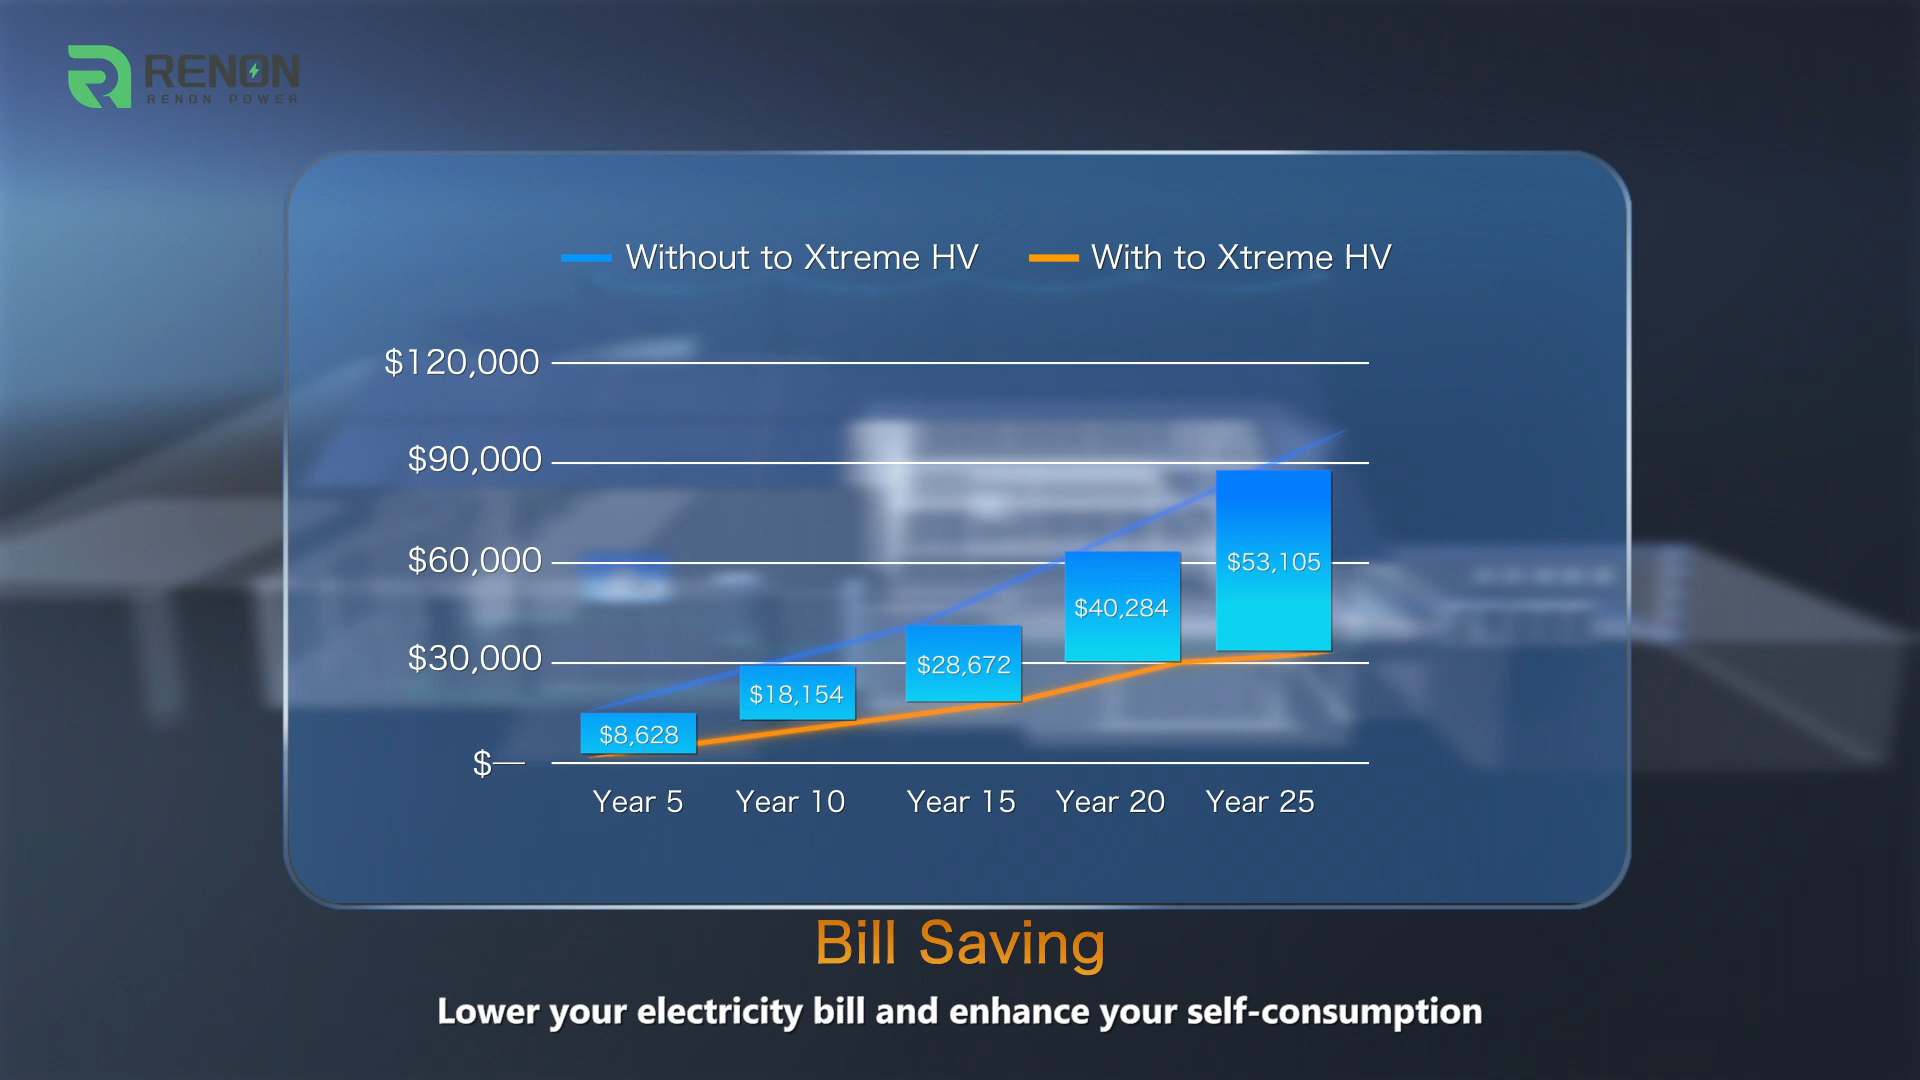 RENON
RENON POWER
Without to Xtreme HV
With to Xtreme HV
$120,000
$90,000
$60,000
$30,000
$—
$8,628
$18,154
$28,672
$40,284
$53,105
Year 5
Year 10
Year 15
Year 20
Year 25
Bill Saving
Lower your electricity bill and enhance your self-consumption